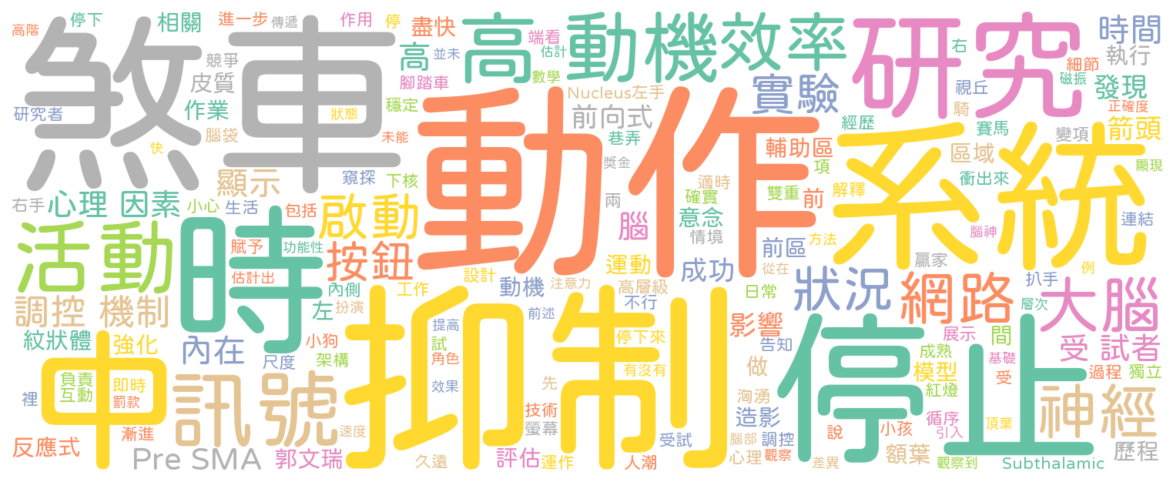 高階
停下
相關
進一步
傳遞
作用
停
盡快
高
動機效率
研究
時間
執行
煞車
競爭
並未
皮質
腳踏車
端看
估計
數學
Nucleus左手
實驗
右
細節
視丘
磁振
發現
研究者
作業
狀態
穩定
前向式
騎
正確度
腦袋
快
未能
動作
巷弄
經歷
賽馬
變項
箭頭
獎金
輔助區
項
區域
顯現
顯示
窺探
下核
適時
雙重
前
解釋
衝出來
系統
右手
心理 因素
小心
生活
包括
啟動
兩
確實
意念
情境
連結
腦
前區
方法
腦神
活動
時
賦予
功能性
按鈕
估計出
設計
注意力
運動
成功
從在
贏家
例
內側
工作
高層級
日常
狀況
網路
扒手
層次
大腦
調控 機制
左
扮演
動機
不行
紋狀體
強化
內在
小狗
架構
尺度
抑制
提高
前述
試
角色
停下來
影響
告知
停止
展示
間
受 試者
成熟
基礎
中
負責
互動
即時
罰款
裡
訊號
效果
有沒有
先
做
洶湧
模型
受
過程
獨立
紅燈
神經
漸進
反應式
速度
技術
螢幕
造影
循序
引入
頂葉
Pre SMA
郭文瑞
久遠
評估
運作
人潮
受試
腦部
調控
心理
觀察
說
小孩
差異
額葉
觀察到
歷程
Subthalamic